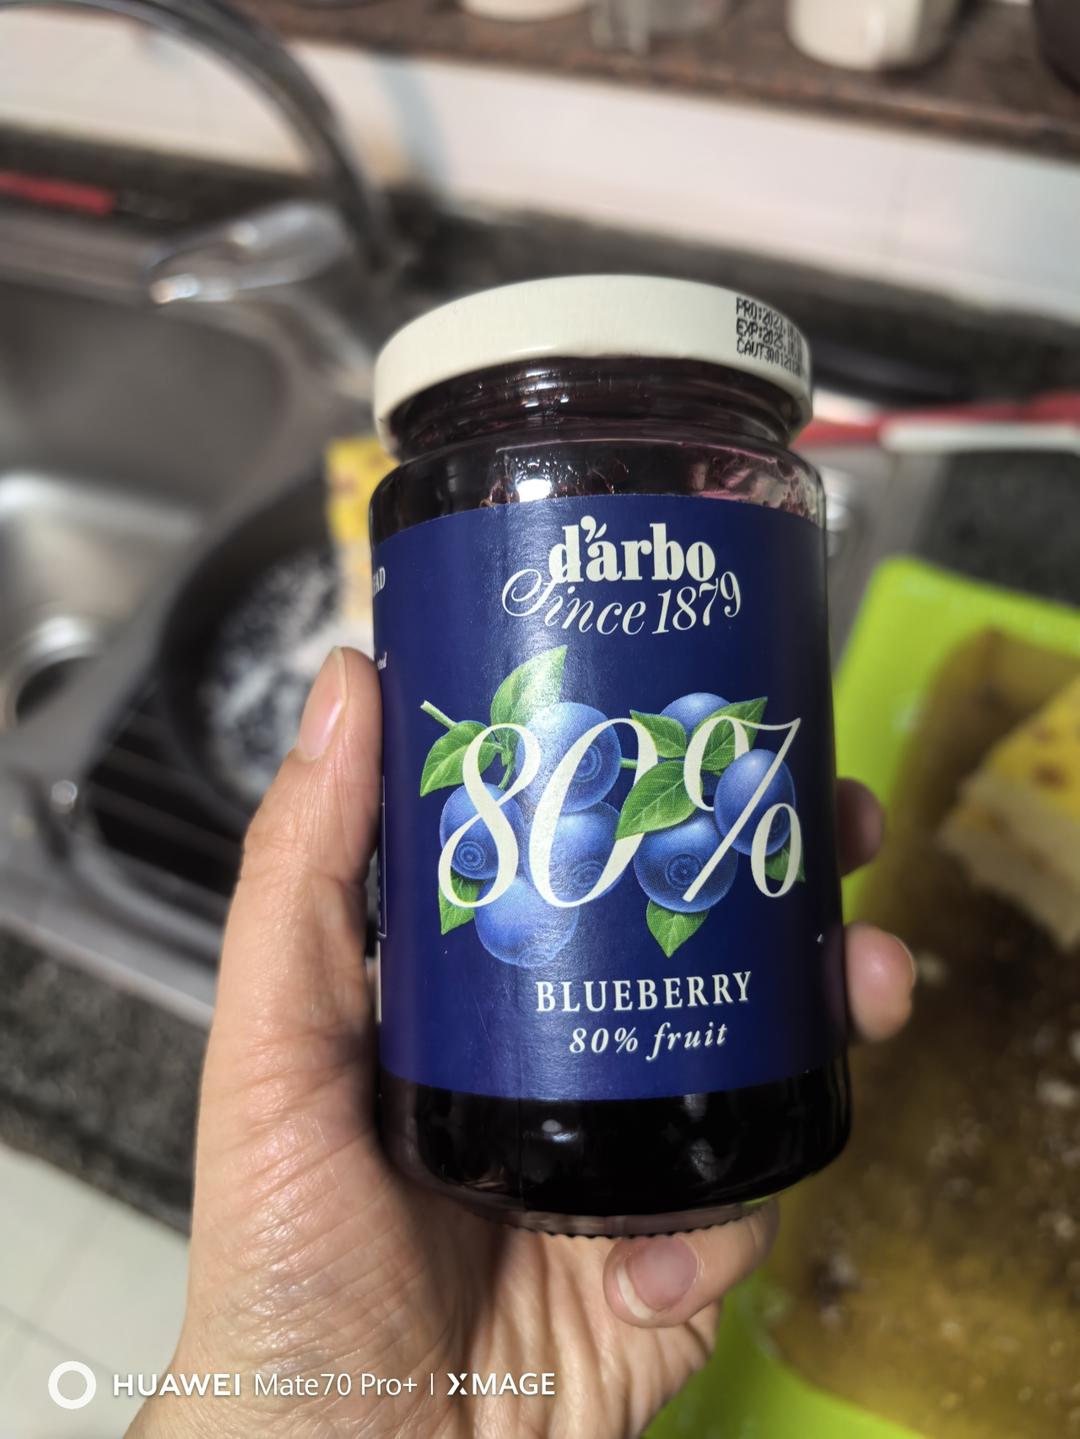 d'arbo
Since 1879
80%
BLUEBERRY
80% fruit
HUAWEI Mate70 Pro+ | XMAGE